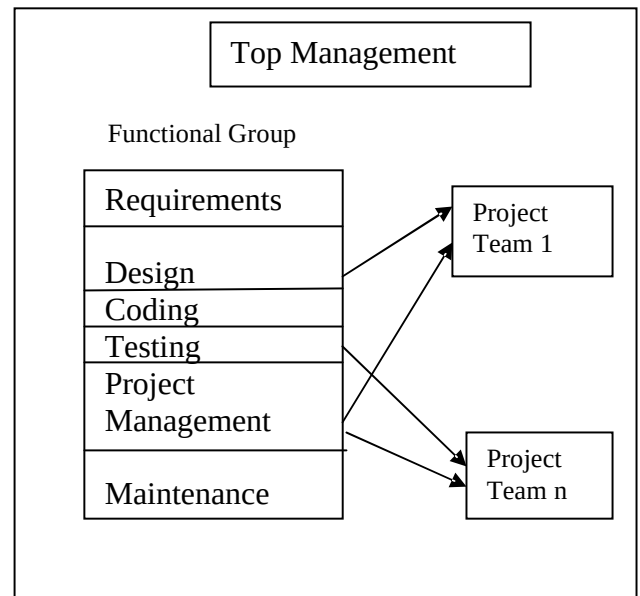 Top Management
Functional Group
Requirements
Design
Coding
Testing
Project
Management
Maintenance
Project
Team 1
Project
Team n